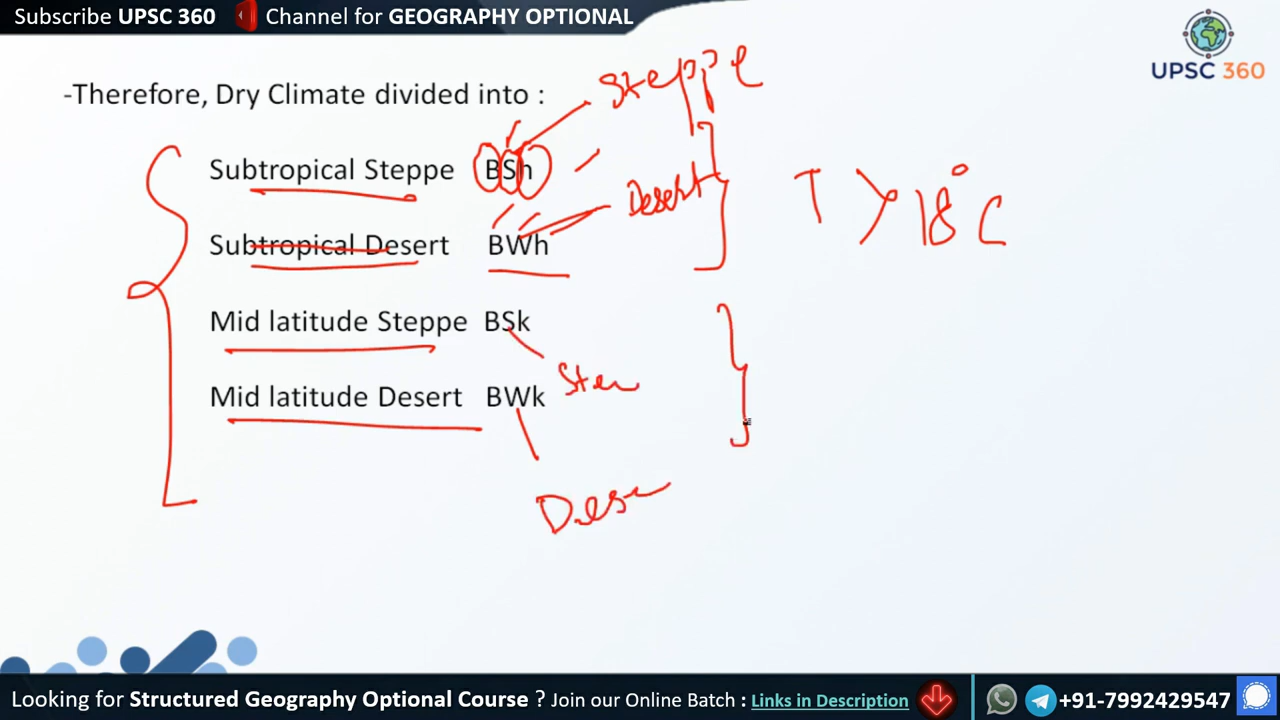 Subscribe UPSC 360 Channel for GEOGRAPHY OPTIONAL
UPSC 360
-Therefore, Dry Climate divided into :
Steppe
Subtropical Steppe BSh
Desert
T > 18° C
Subtropical Desert BWh
Mid latitude Steppe BSk
Mid latitude Desert BWk
Looking for Structured Geography Optional Course ? Join our Online Batch : Links in Description
+91-7992429547